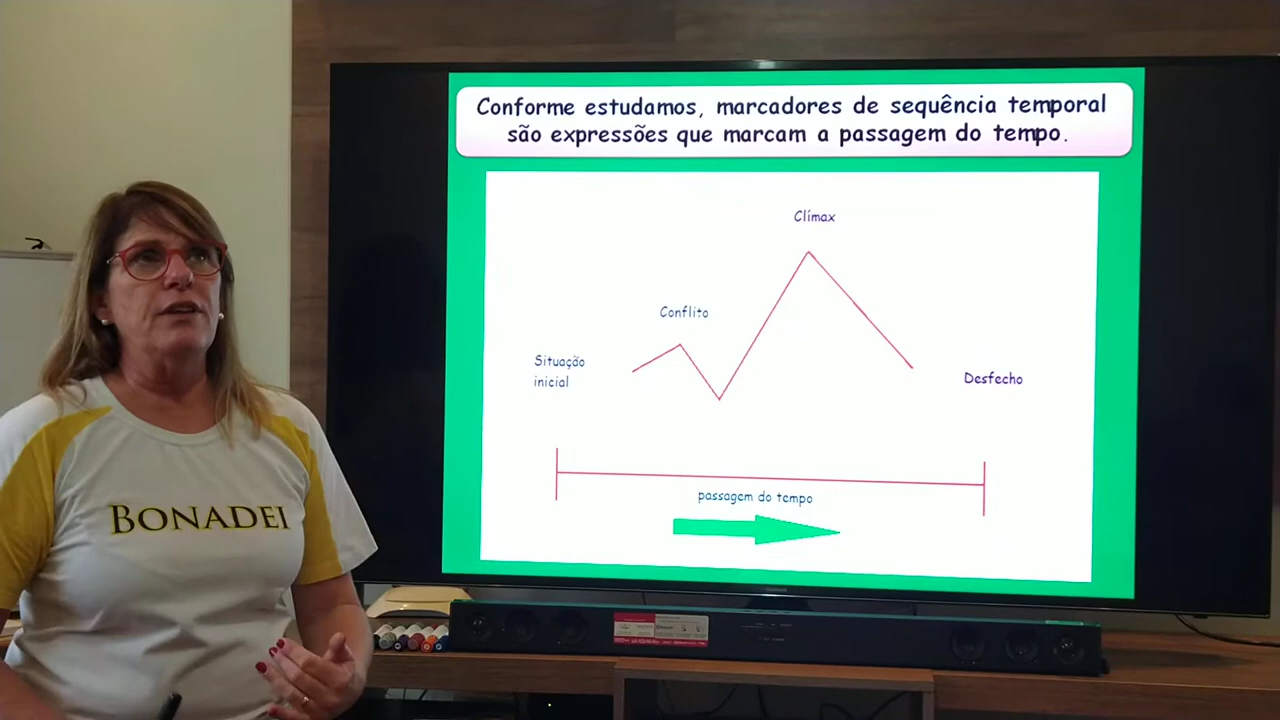 Conforme estudamos, marcadores de sequência temporal
são expressões que marcam a passagem do tempo.
Clímax
Conflito
Situação
inicial
Desfecho
passagem do tempo
BONADEI